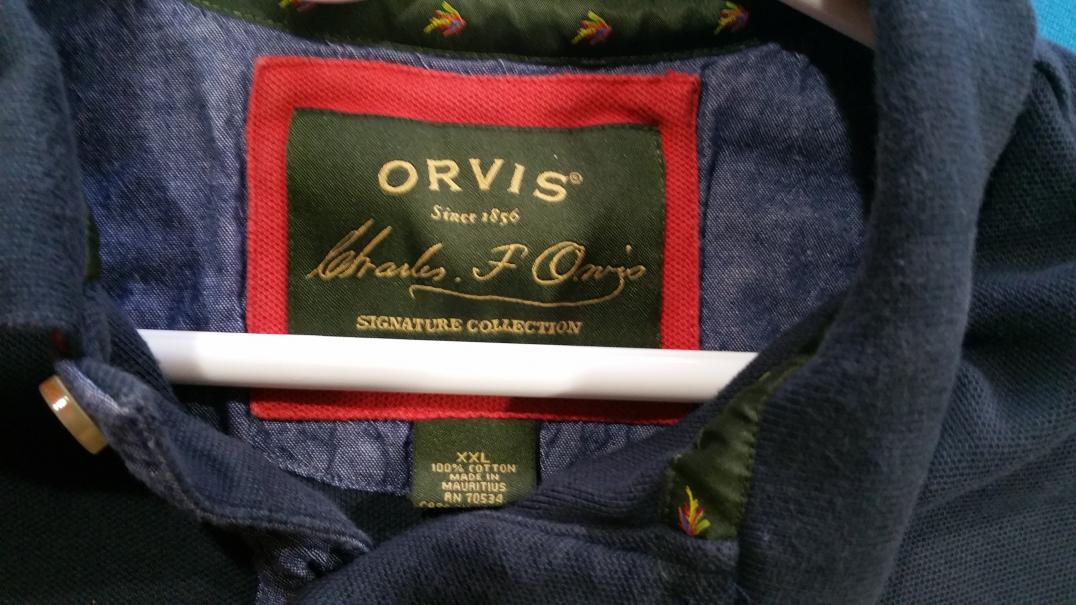 ORVIS®
Since 1856
Charles. F Orvis
SIGNATURE COLLECTION
XXL
100% COTTON
MADE IN
MAURITIUS
RN 70534